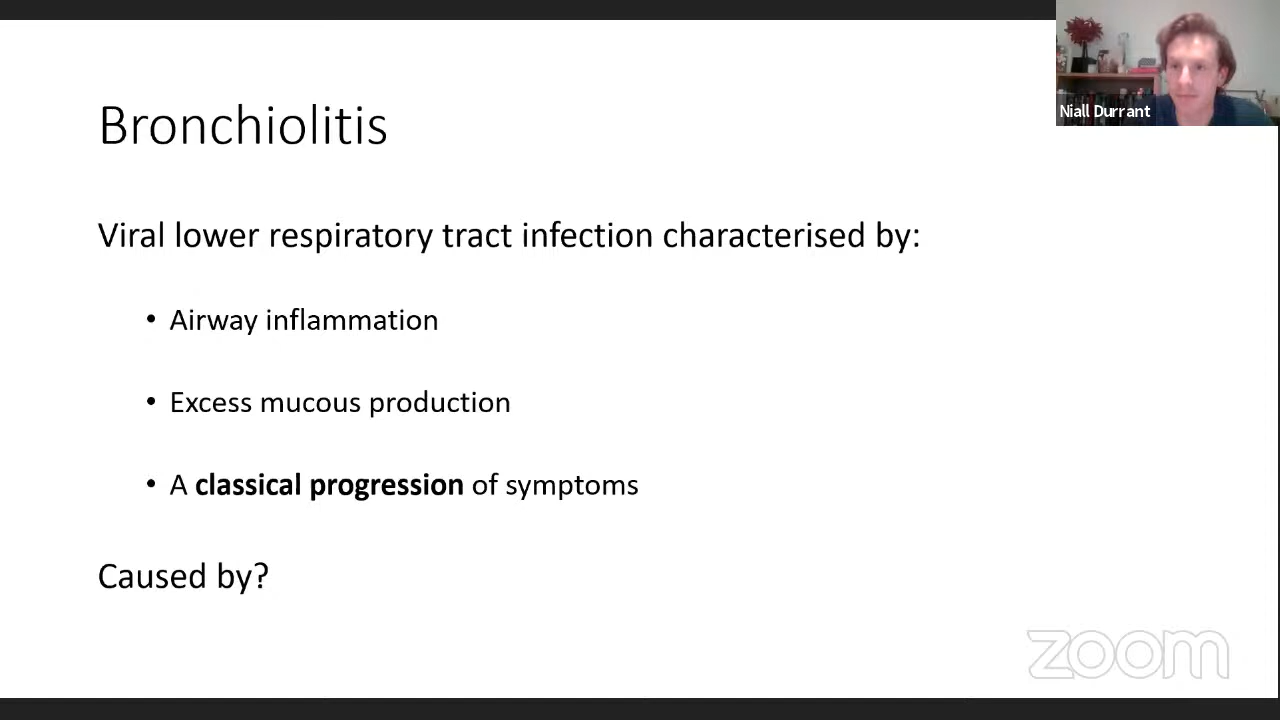 Bronchiolitis
Niall Durrant
Viral lower respiratory tract infection characterised by:
• Airway inflammation
• Excess mucous production
• A classical progression of symptoms
Caused by?
zoom